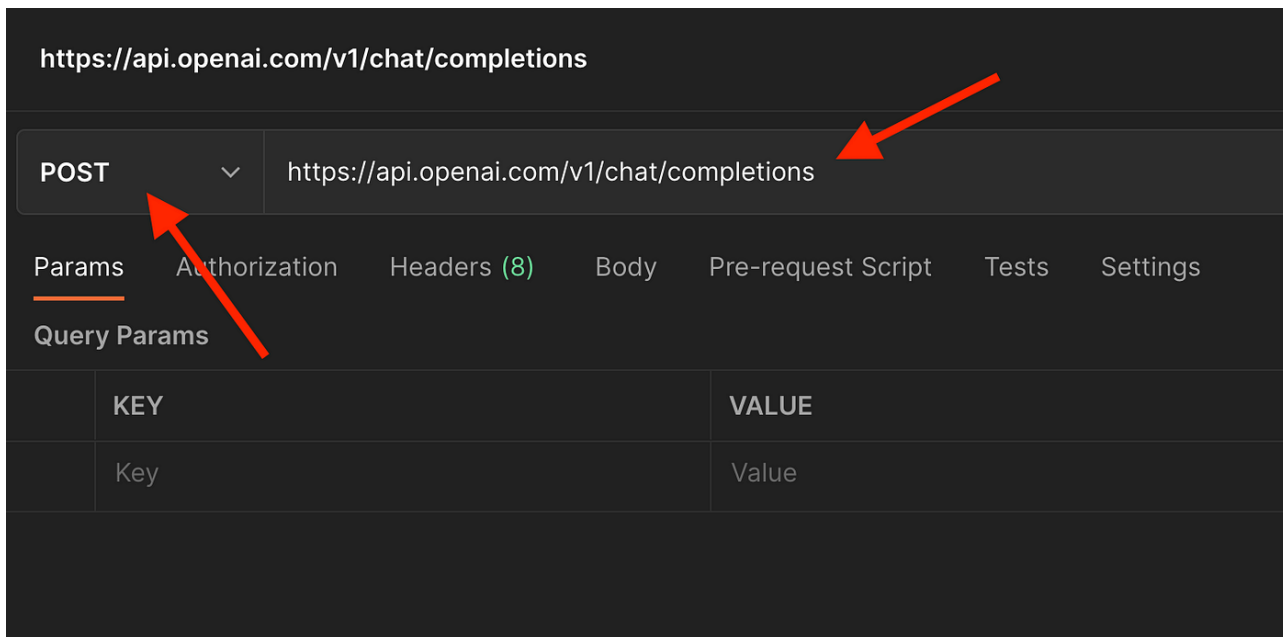 https://api.openai.com/v1/chat/completions
POST https://api.openai.com/v1/chat/completions
Params Authorization Headers (8) Body Pre-request Script Tests Settings
Query Params
KEY VALUE
Key Value